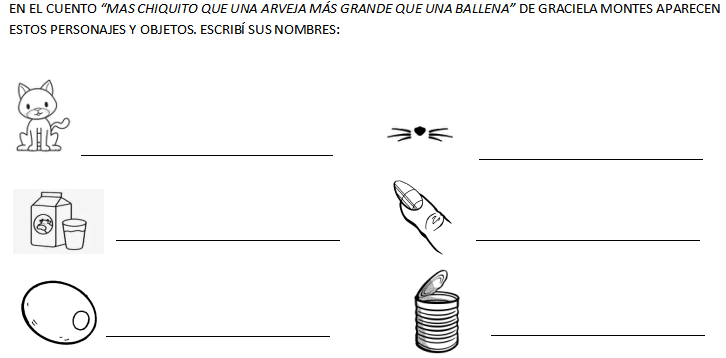 EN EL CUENTO “MAS CHIQUITO QUE UNA ARVEJA MÁS GRANDE QUE UNA BALLENA” DE GRACIELA MONTES APARECEN
ESTOS PERSONAJES Y OBJETOS. ESCRIBÍ SUS NOMBRES: